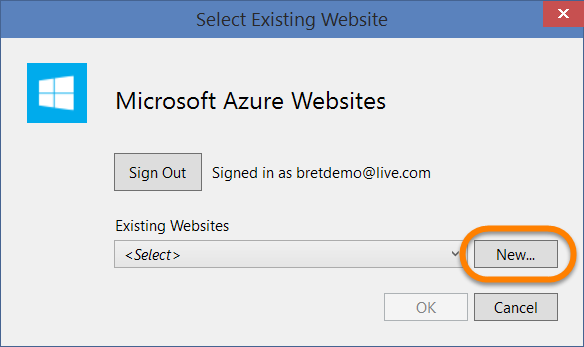 Select Existing Website
Microsoft Azure Websites
Sign Out Signed in as bretdemo@live.com
Existing Websites
<Select> New...
OK Cancel